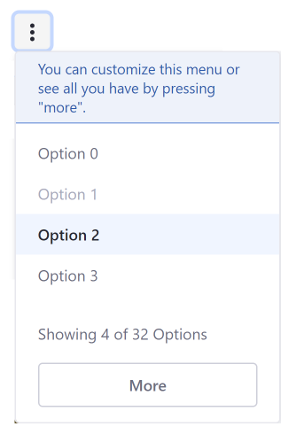 You can customize this menu or
see all you have by pressing
"more".
Option 0
Option 1
Option 2
Option 3
Showing 4 of 32 Options
More